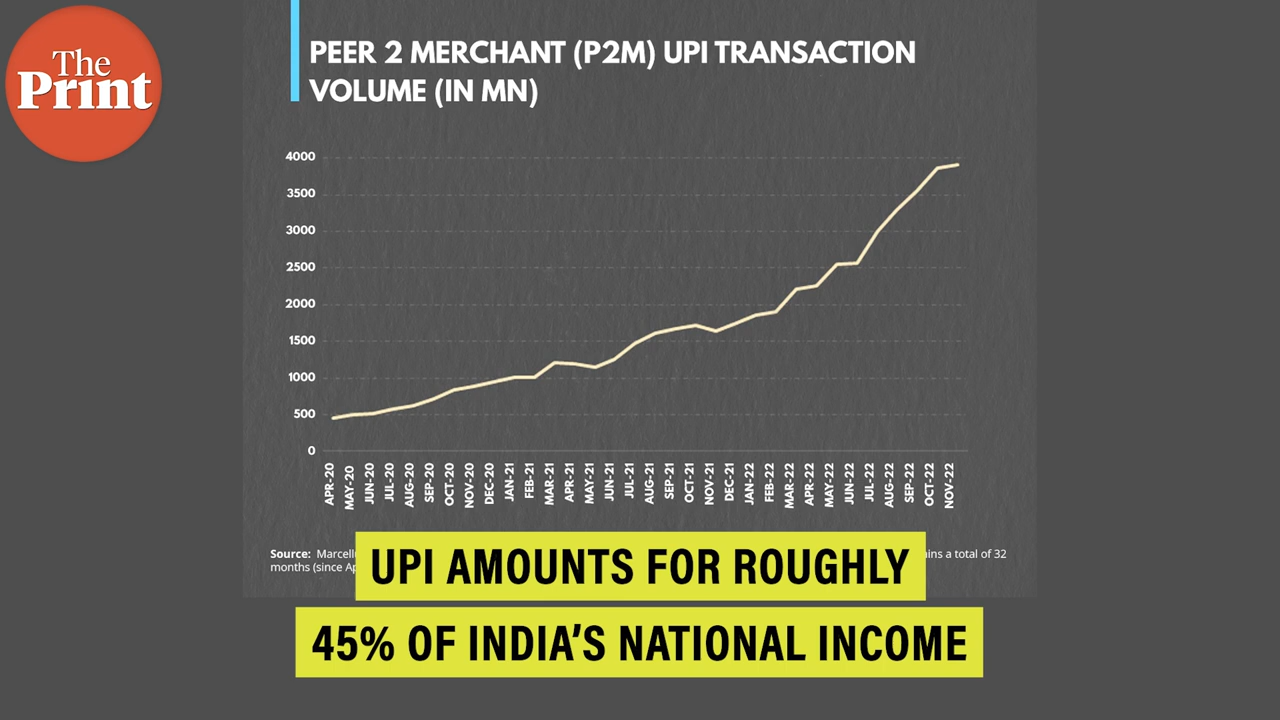 The
Print
PEER 2 MERCHANT (P2M) UPI TRANSACTION
VOLUME (IN MN)
4000
3500
3000
2500
2000
1500
1000
500
0
APR-20
MAY-20
JUN-20
JUL-20
AUG-20
SEP-20
OCT-20
NOV-20
DEC-20
JAN-21
FEB-21
MAR-21
APR-21
MAY-21
JUN-21
JUL-21
AUG-21
SEP-21
OCT-21
NOV-21
DEC-21
JAN-22
FEB-22
MAR-22
APR-22
MAY-22
JUN-22
JUL-22
AUG-22
SEP-22
OCT-22
NOV-22
Source: a total of 32
months (since
UPI AMOUNTS FOR ROUGHLY
45% OF INDIA'S NATIONAL INCOME